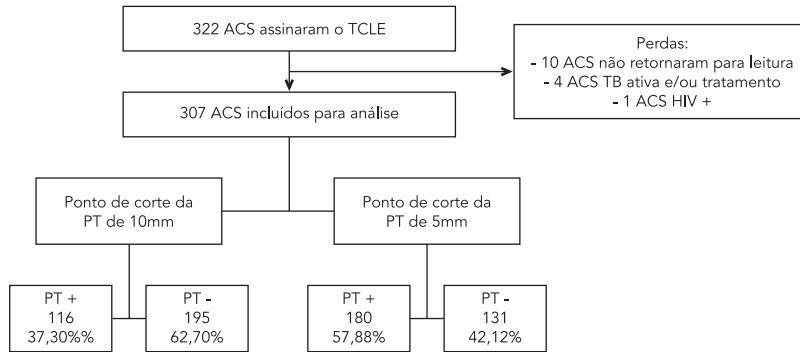 322 ACS assinaram o TCLE
Perdas:
- 10 ACS não retornaram para leitura
- 4 ACS TB ativa e/ou tratamento
- 1 ACS HIV +
307 ACS incluídos para análise
Ponto de corte da
PT de 10mm
Ponto de corte da
PT de 5mm
PT +
116
37,30%%
PT -
195
62,70%
PT +
180
57,88%
PT -
131
42,12%